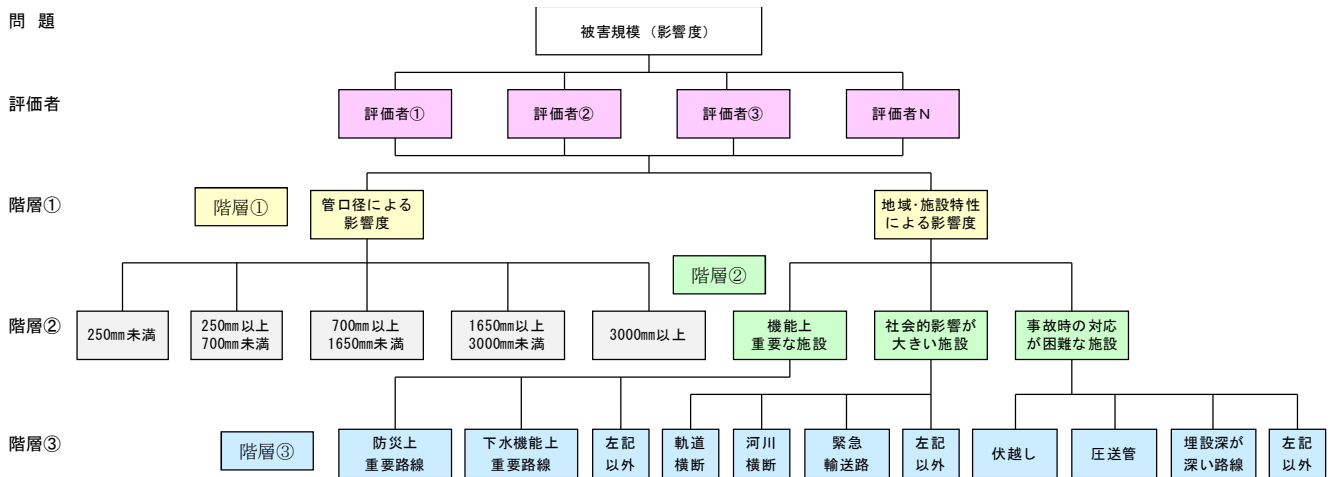 問 題
被害規模（影響度）
評価者
評価者①
評価者②
評価者③
評価者N
階層①
階層①
管口径による
影響度
地域･施設特性
による影響度
階層②
階層②
250㎜未満
250㎜以上
700㎜未満
700㎜以上
1650㎜未満
1650㎜以上
3000㎜未満
3000㎜以上
機能上
重要な施設
社会的影響が
大きい施設
事故時の対応
が困難な施設
階層③
階層③
防災上
重要路線
下水機能上
重要路線
左記
以外
軌道
横断
河川
横断
緊急
輸送路
左記
以外
伏越し
圧送管
埋設深が
深い路線
左記
以外